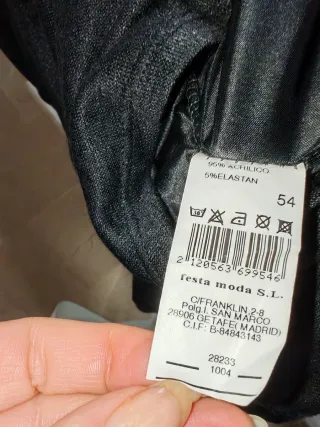 95% ACRILICO
5%ELASTAN
54
2 120563 699546
festa moda S.L.
C/FRANKLIN 2-8
Polg.I. SAN MARCO
28906 GETAFE(MADRID)
C.I.F: B-84843143
28233
1004